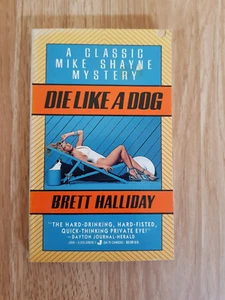 A CLASSIC
MIKE SHAYNE
MYSTERY
DIE LIKE A DOG
BRETT HALLIDAY
"THE HARD-DRINKING, HARD-FISTED,
QUICK-THINKING PRIVATE EYE!"
– DAYTON JOURNAL-HERALD